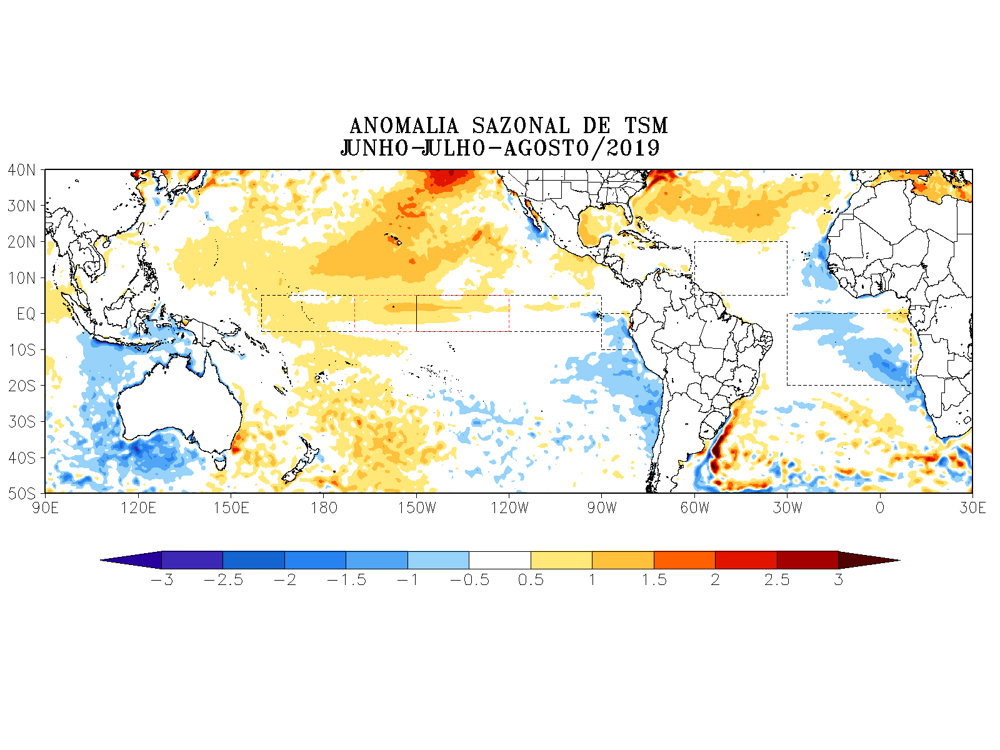 ANOMALIA SAZONAL DE TSM
JUNHO-JULHO-AGOSTO/2019
40N
30N
20N
10N
EQ
10S
20S
30S
40S
50S
90E 120E 150E 180 150W 120W 90W 60W 30W 0 30E
-3 -2.5 -2 -1.5 -1 -0.5 0.5 1 1.5 2 2.5 3